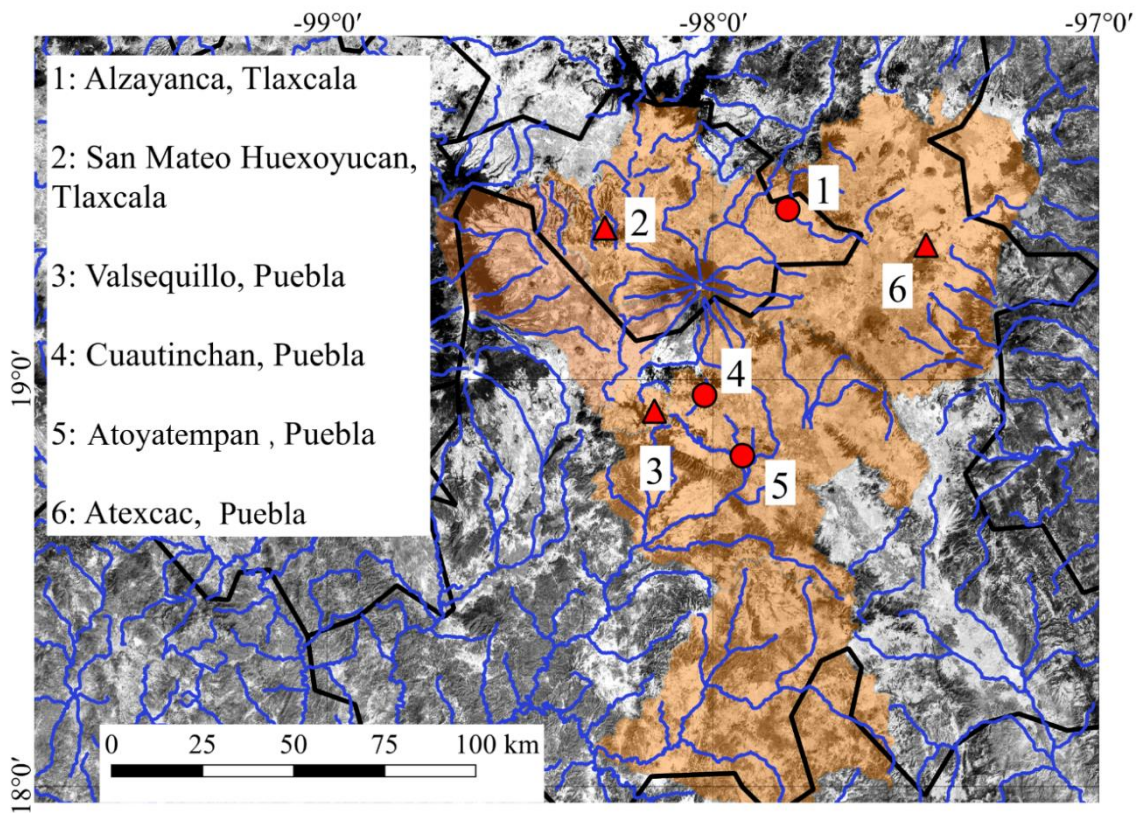 -99°0′ -98°0′ -97°0′
1: Alzayanca, Tlaxcala
2: San Mateo Huexoyucan,
Tlaxcala
3: Valsequillo, Puebla
4: Cuautinchan, Puebla
5: Atoyatempan , Puebla
6: Atexcac, Puebla
1
2
6
4
3
5
19°0′
18°0′
0 25 50 75 100 km